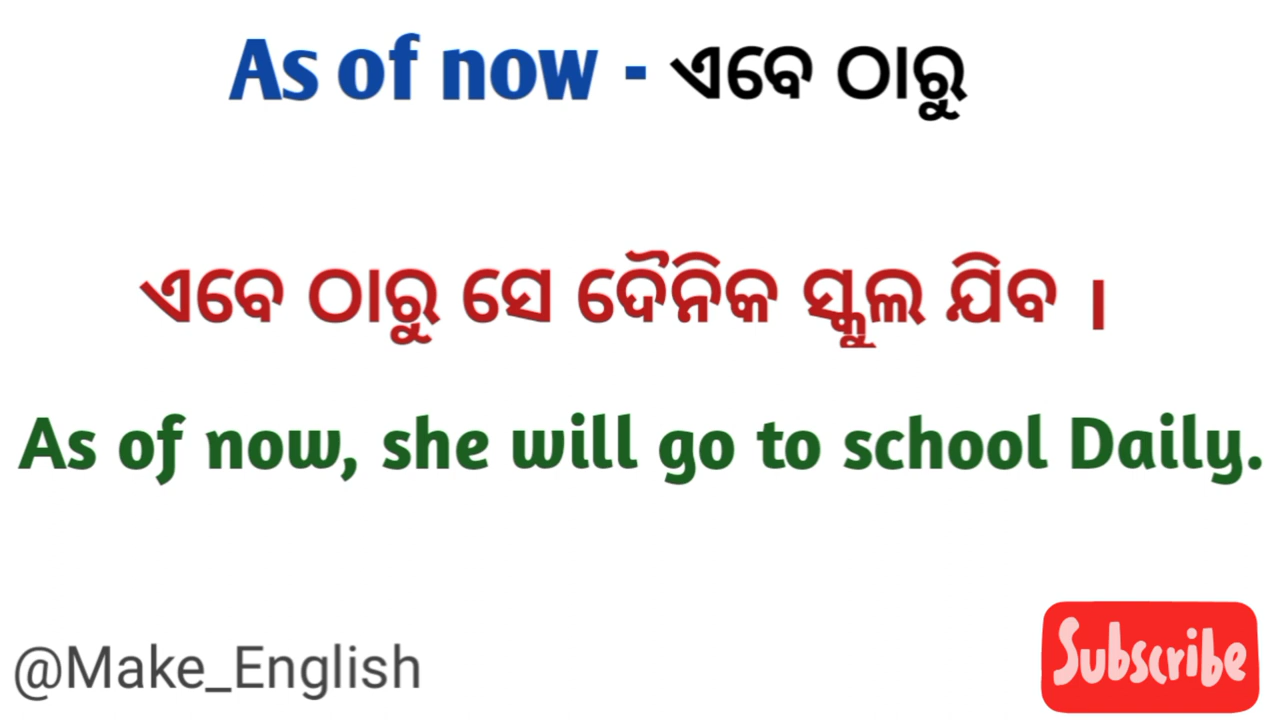 As of now - ଏବେ ଠାରୁ
ଏବେ ଠାରୁ ସେ ଦୈନିକ ସ୍କୁଲ ଯିବ ।
As of now, she will go to school Daily.
@Make_English
Subscribe